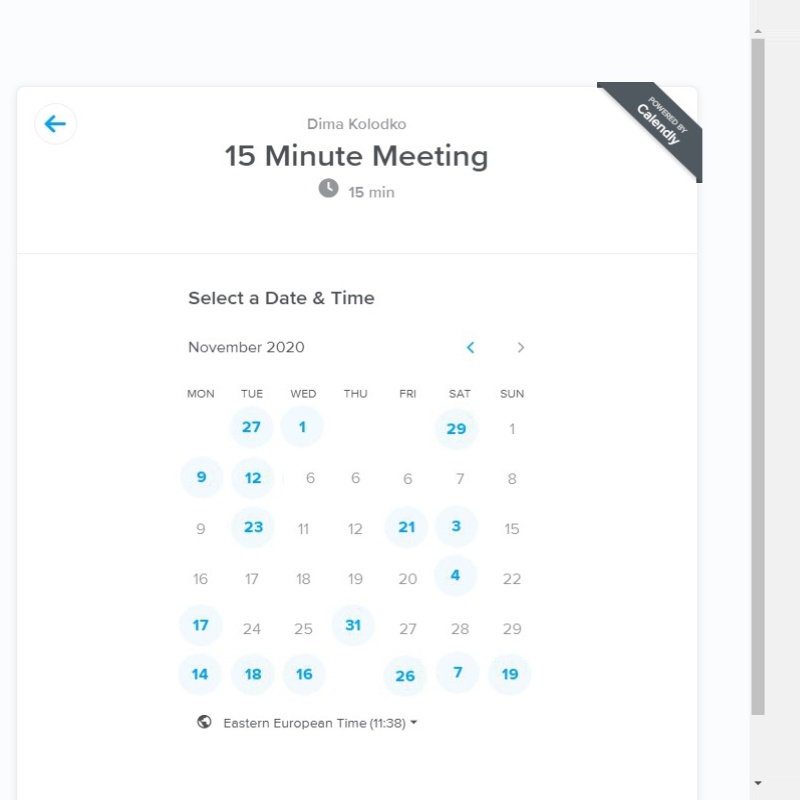 POWERED BY
Calendly
Dima Kolodko
15 Minute Meeting
15 min
Select a Date & Time
November 2020
MON TUE WED THU FRI SAT SUN
27 1 29 1
9 12 6 6 6 7 8
9 23 11 12 21 3 15
16 17 18 19 20 4 22
17 24 25 31 27 28 29
14 18 16 26 7 19
Eastern European Time (11:38)